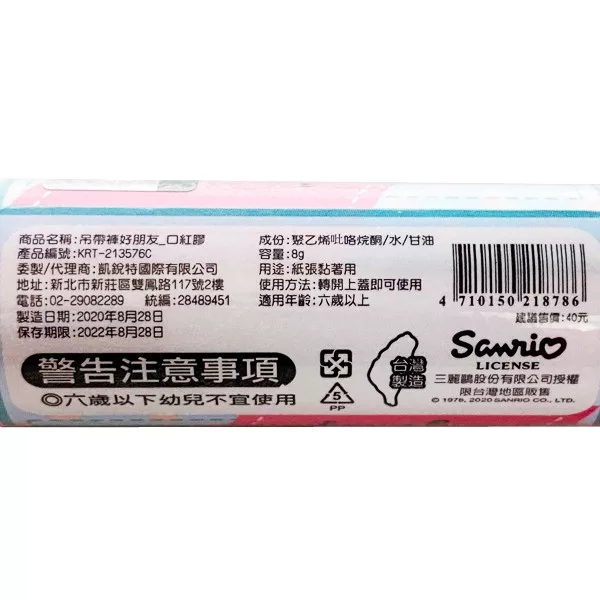 商品名稱:吊帶褲好朋友_口紅膠
產品編號:KRT-213576C
委製/代理商:凱銳特國際有限公司
地址:新北市新莊區雙鳳路117號2樓
電話:02-29082289 統編:28489451
製造日期:2020年8月28日
保存期限:2022年8月28日
成份:聚乙烯吡咯烷酮/水/甘油
容量:8g
用途:紙張黏著用
使用方法:轉開上蓋即可使用
適用年齡:六歲以上
4 710150 218786
建議售價:40元
警告注意事項
◎六歲以下幼兒不宜使用
5
PP
台灣
製造
Sanrio
LICENSE
三麗鷗股份有限公司授權
限台灣地區販售
© 1976, 2020 SANRIO CO., LTD.